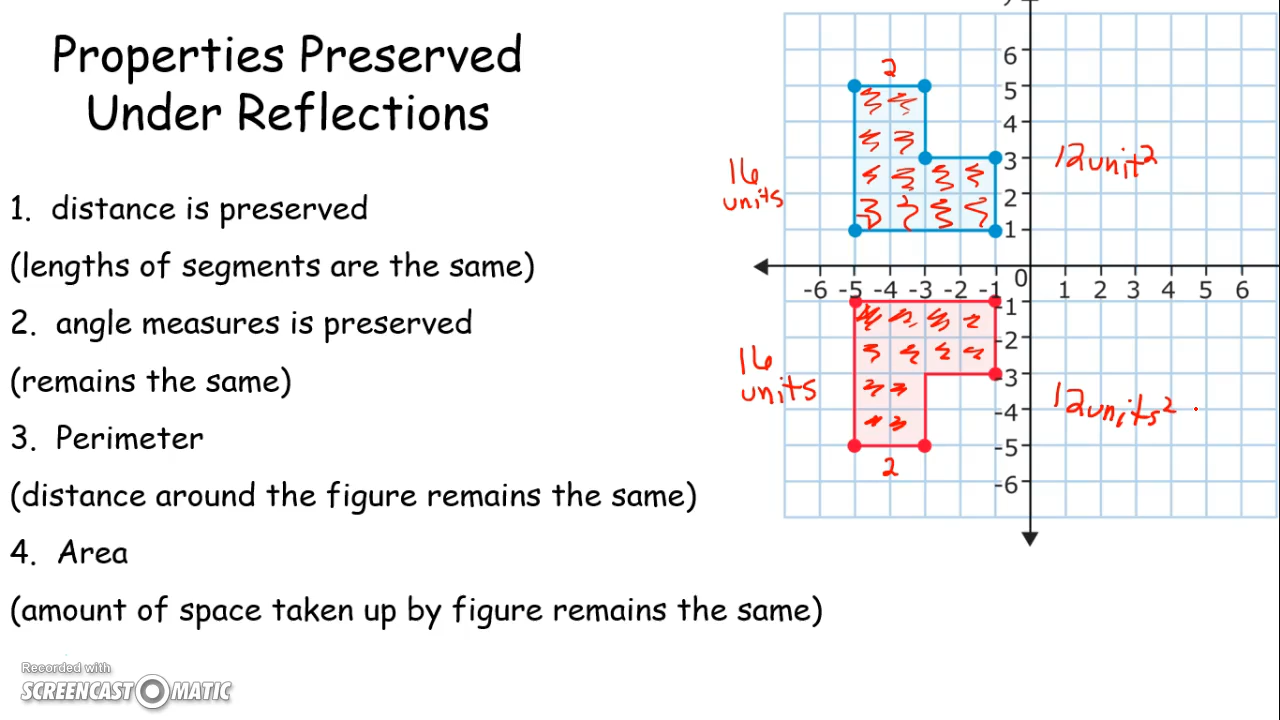 Properties Preserved
Under Reflections
1. distance is preserved
(lengths of segments are the same)
2. angle measures is preserved
(remains the same)
3. Perimeter
(distance around the figure remains the same)
4. Area
(amount of space taken up by figure remains the same)
y
6
2
5
4
3
12 unit²
16
units
2
1
0
-6 -5 -4 -3 -2 -1
1 2 3 4 5 6
-1
-2
16
units
-3
-4
12 units²
-5
2
-6
Recorded with
SCREENCAST-O-MATIC